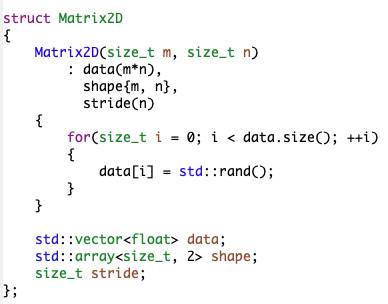 struct Matrix2D
{
    Matrix2D(size_t m, size_t n)
        : data(m*n),
          shape{m, n},
          stride(n)
    {
        for(size_t i = 0; i < data.size(); ++i)
        {
            data[i] = std::rand();
        }
    }

    std::vector<float> data;
    std::array<size_t, 2> shape;
    size_t stride;
};